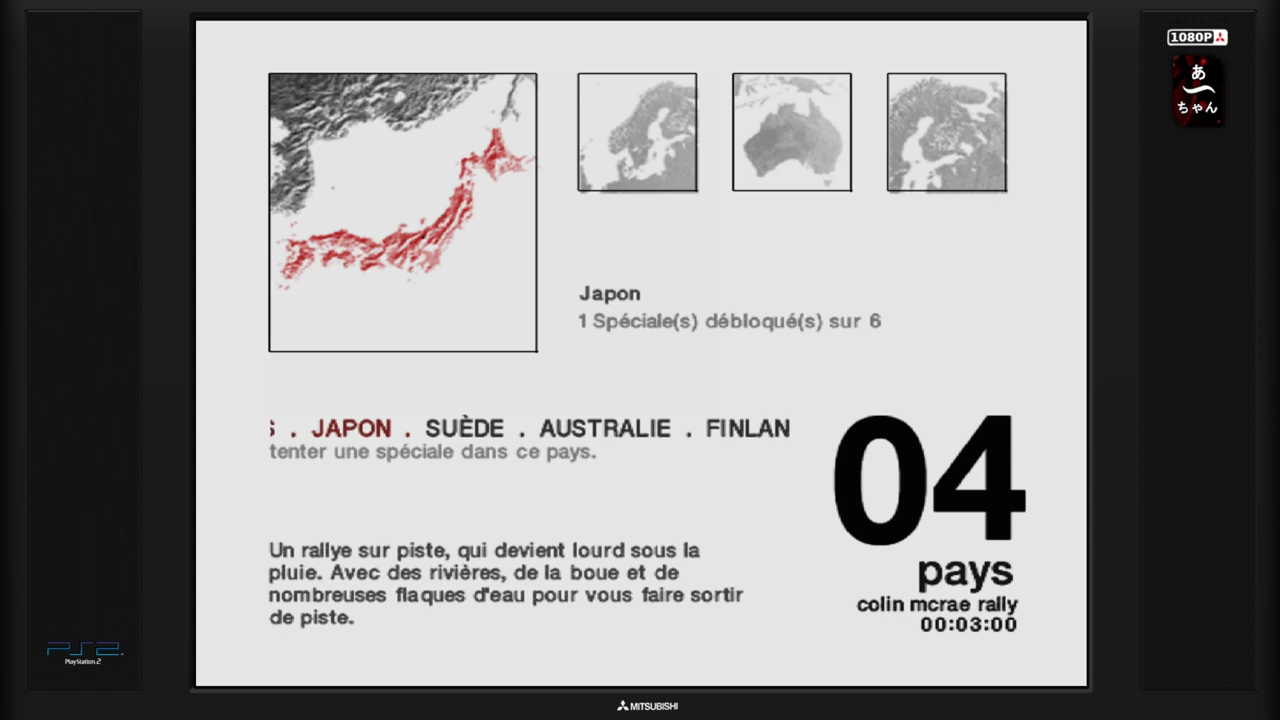 1080P
あ
ー
ちゃん
Japon
1 Spéciale(s) débloqué(s) sur 6
. JAPON . SUÈDE . AUSTRALIE . FINLAN
tenter une spéciale dans ce pays.
04
pays
colin mcrae rally
00:03:00
Un rallye sur piste, qui devient lourd sous la
pluie. Avec des rivières, de la boue et de
nombreuses flaques d'eau pour vous faire sortir
de piste.
PS2
PlayStation.2
MITSUBISHI